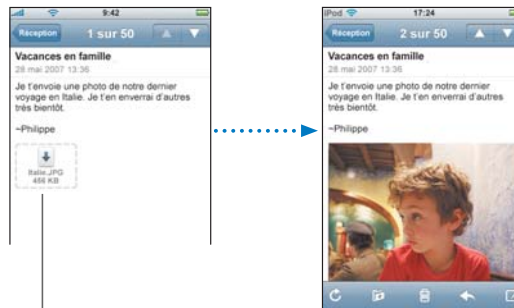 9:42
Réception 1 sur 50
Vacances en famille
28 mai 2007 13:36
Je t'envoie une photo de notre dernier
voyage en Italie. Je t'en enverrai d'autres
très bientôt.
~Philippe
Italie.JPG
456 KB
iPod 17:24
Réception 2 sur 50
Vacances en famille
28 mai 2007 13:36
Je t'envoie une photo de notre dernier
voyage en Italie. Je t'en enverrai d'autres
très bientôt.
~Philippe